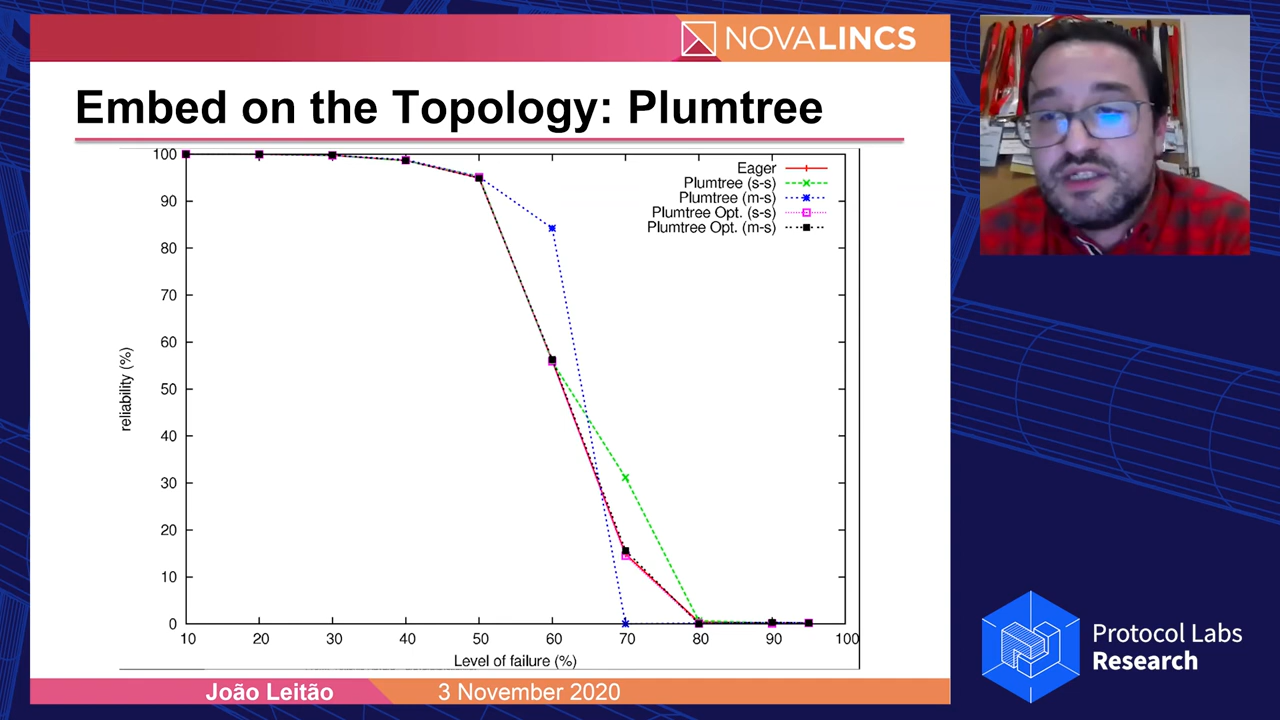 NOVALINCS
Embed on the Topology: Plumtree
Eager
Plumtree (s-s)
Plumtree (m-s)
Plumtree Opt. (s-s)
Plumtree Opt. (m-s)
100
90
80
70
60
50
40
30
20
10
0
reliability (%)
10 20 30 40 50 60 70 80 90 100
Level of failure (%)
João Leitão 3 November 2020
Protocol Labs
Research